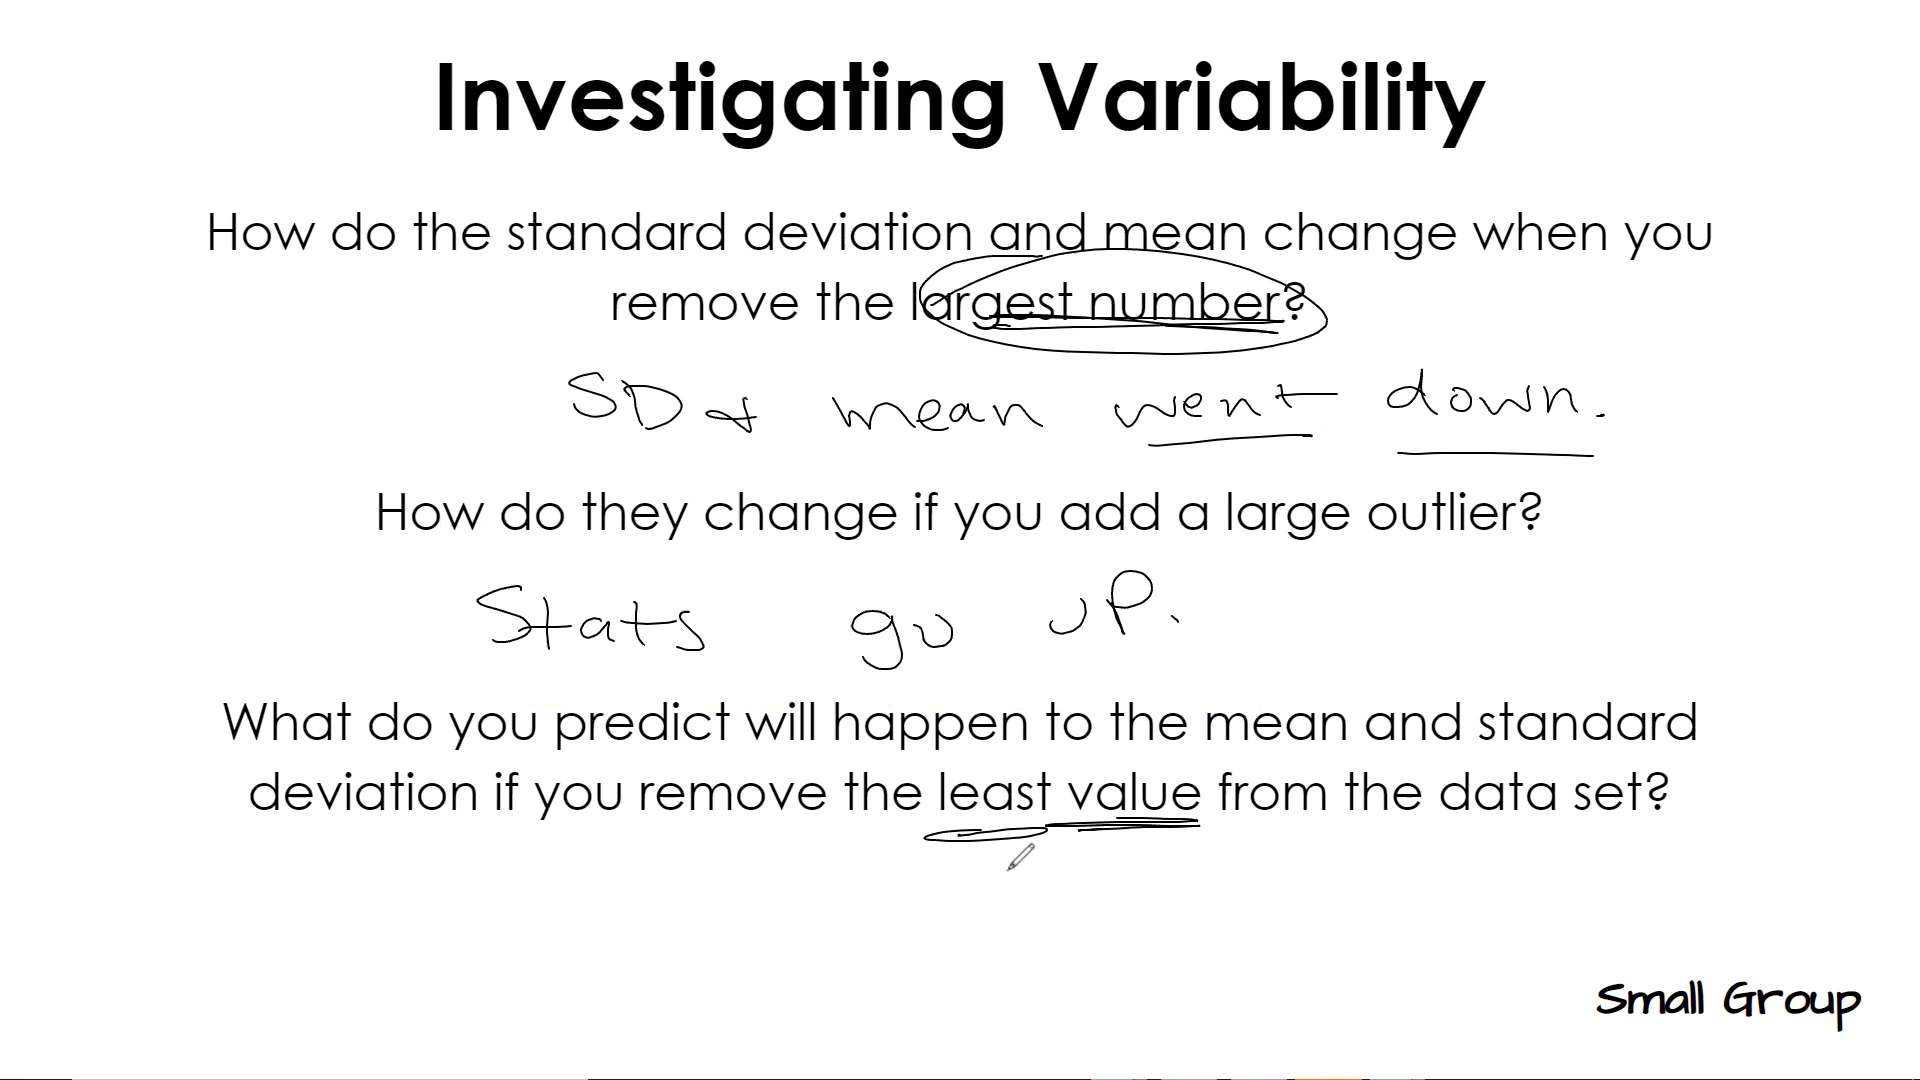 Investigating Variability
How do the standard deviation and mean change when you
remove the largest number?
SD & mean went down.
How do they change if you add a large outlier?
Stats go up.
What do you predict will happen to the mean and standard
deviation if you remove the least value from the data set?
Small Group